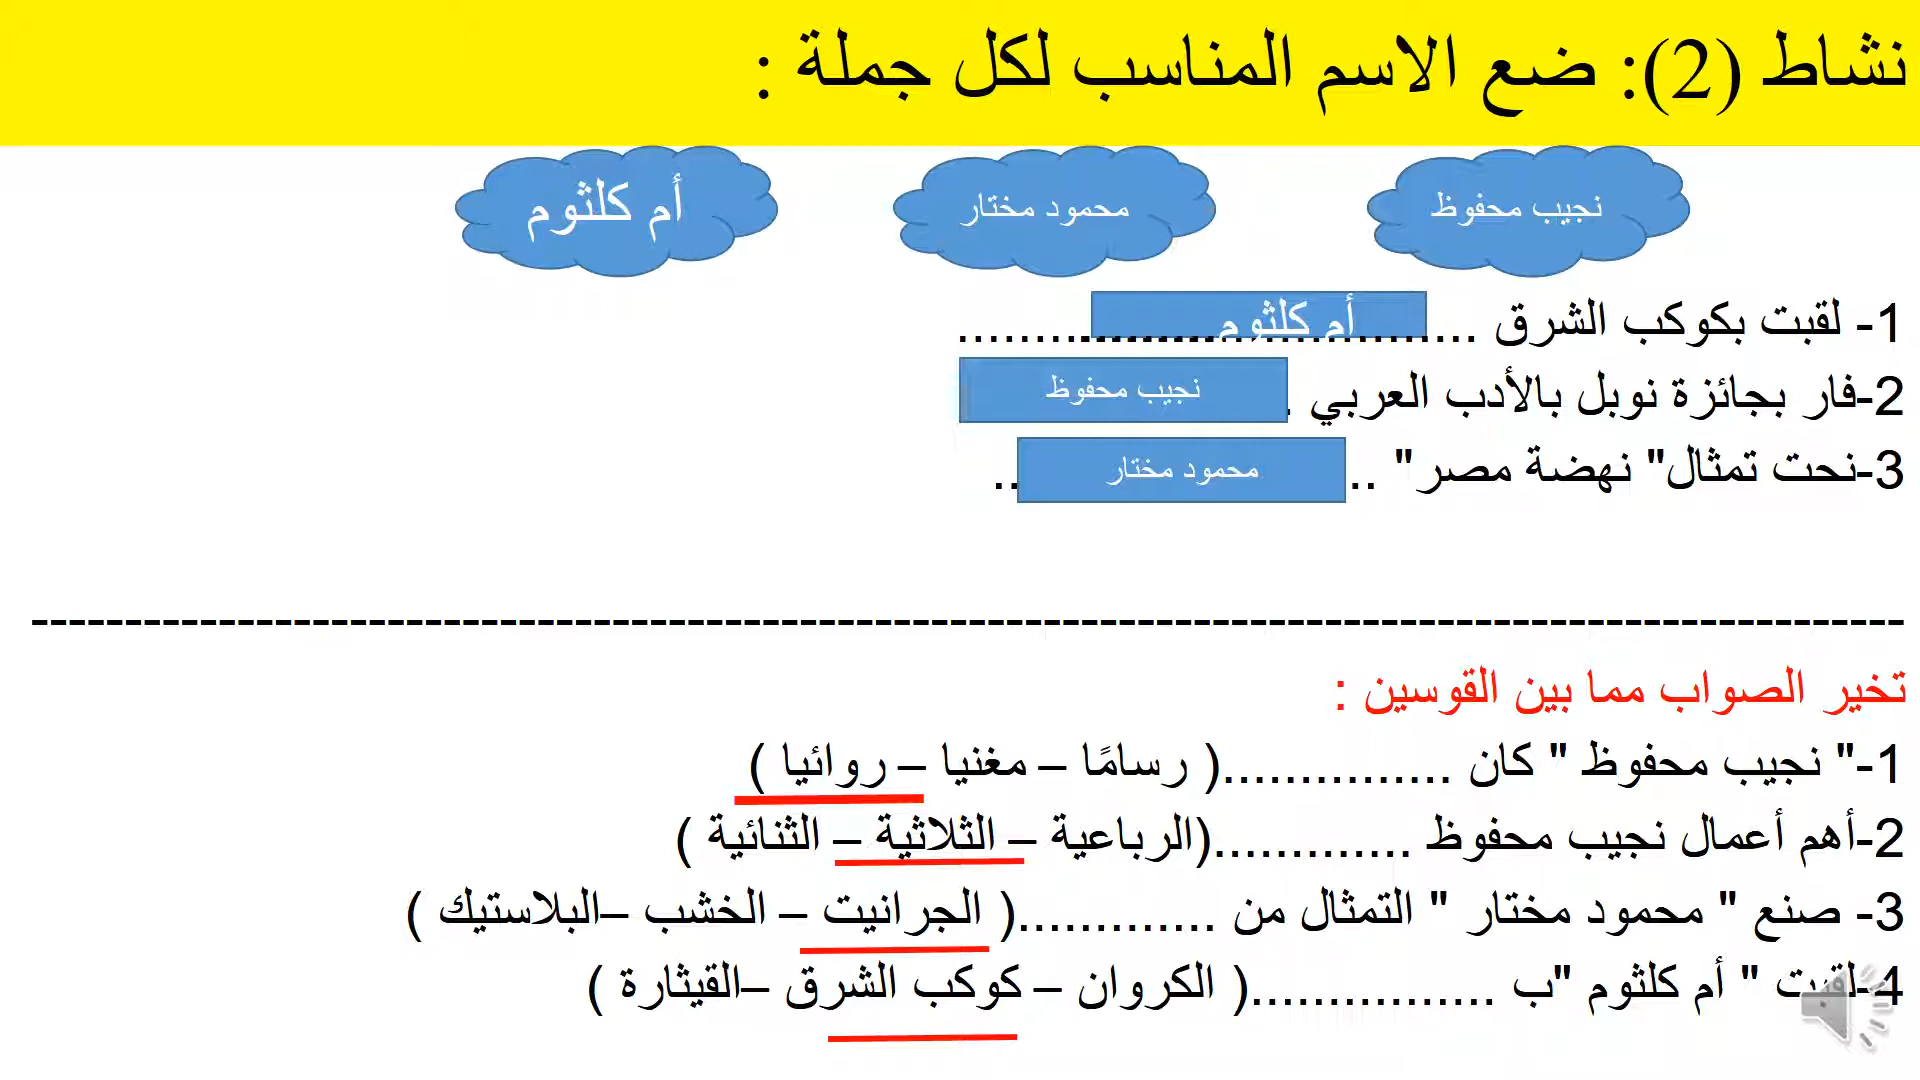 نشاط (2): ضع الاسم المناسب لكل جملة :
نجيب محفوظ
محمود مختار
أم كلثوم
1- لقبت بكوكب الشرق .............. أم كلثوم ..............
2-فار بجائزة نوبل بالأدب العربي . نجيب محفوظ
3-نحت تمثال" نهضة مصر" .. محمود مختار ..
----------------------------------------------------------------------------------------------------
تخير الصواب مما بين القوسين :
1-" نجيب محفوظ " كان ...............( رسامًا – مغنيا – روائيا )
2-أهم أعمال نجيب محفوظ .............(الرباعية – الثلاثية – الثنائية )
3- صنع " محمود مختار " التمثال من .............( الجرانيت – الخشب –البلاستيك )
4-لقبت " أم كلثوم "ب ................( الكروان – كوكب الشرق –القيثارة )